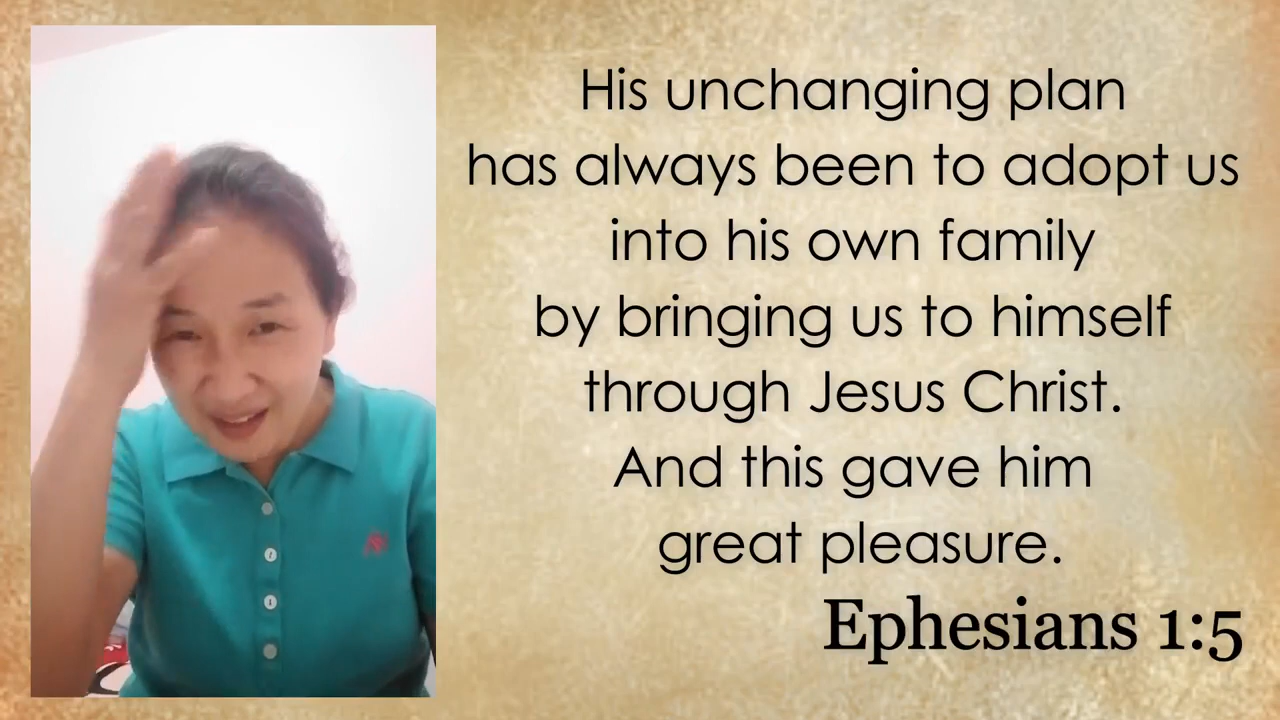 His unchanging plan
has always been to adopt us
into his own family
by bringing us to himself
through Jesus Christ.
And this gave him
great pleasure.
Ephesians 1:5